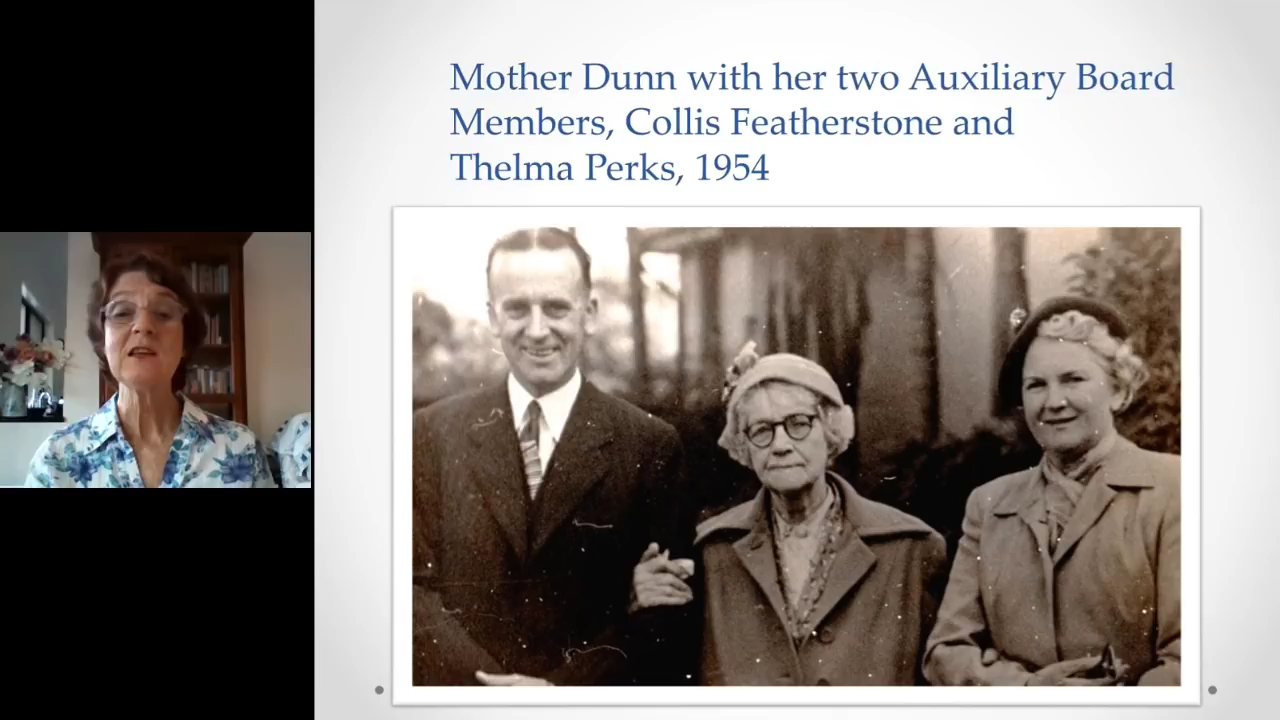 Mother Dunn with her two Auxiliary Board
Members, Collis Featherstone and
Thelma Perks, 1954